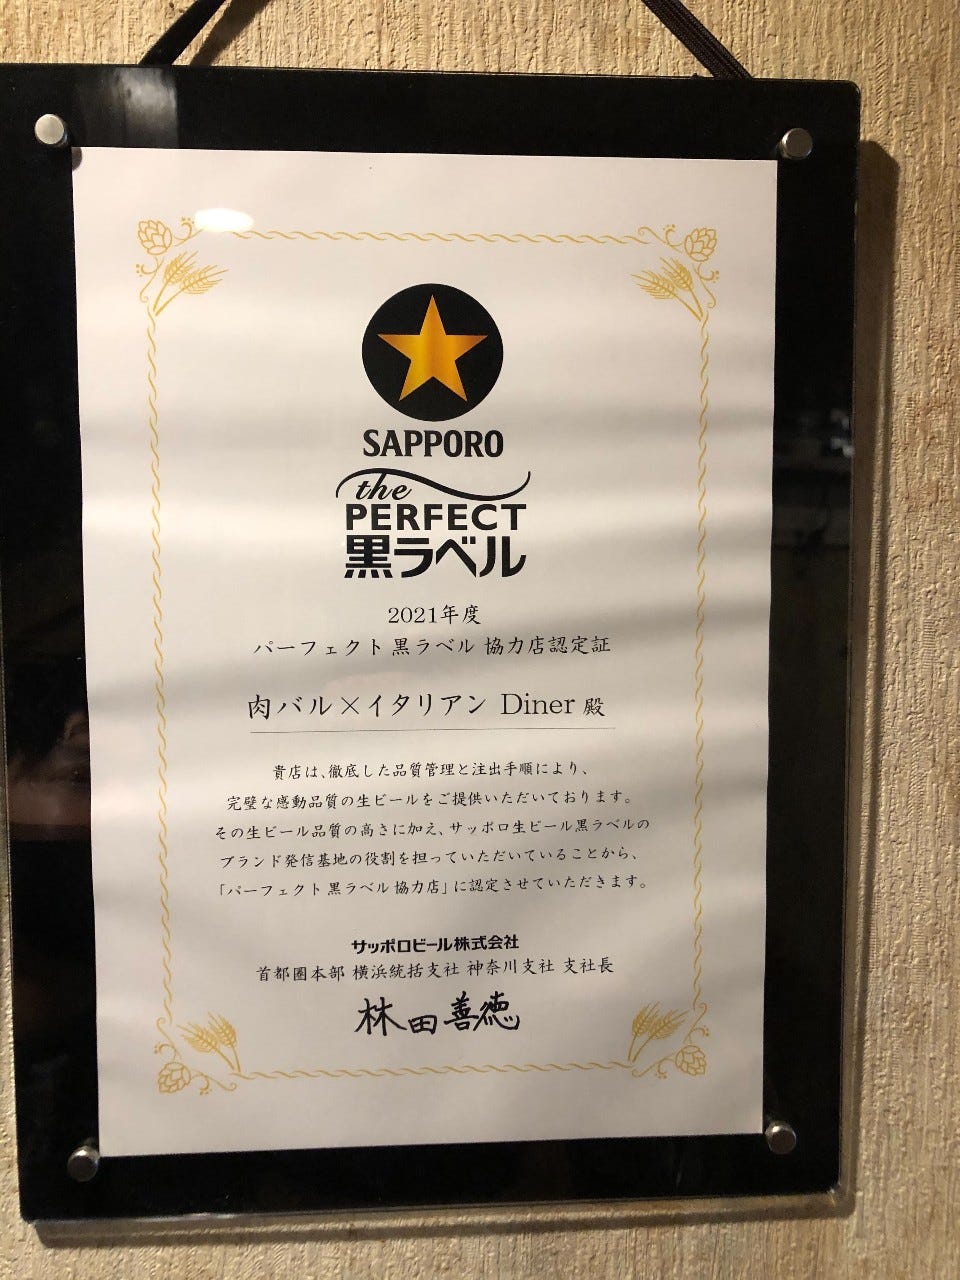 SAPPORO
the
PERFECT
黒ラベル
2021年度
パーフェクト 黒ラベル 協力店認定証
肉バル×イタリアン Diner 殿
貴店は、徹底した品質管理と注出手順により、
完璧な感動品質の生ビールをご提供いただいております。
その生ビール品質の高さに加え、サッポロ生ビール黒ラベルの
ブランド発信基地の役割を担っていただいていることから、
「パーフェクト 黒ラベル 協力店」に認定させていただきます。
サッポロビール株式会社
首都圏本部 横浜統括支社 神奈川支社 支社長
林田善徳